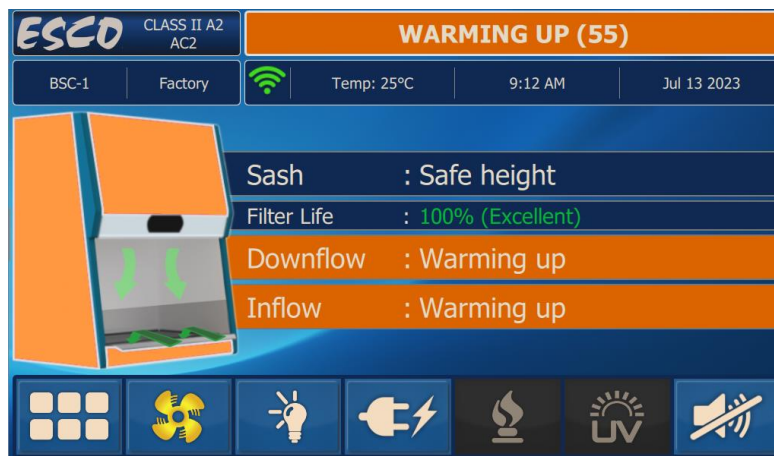 ESCO CLASS II A2 WARMING UP (55)
AC2
BSC-1 Factory Temp: 25°C 9:12 AM Jul 13 2023
Sash : Safe height
Filter Life : 100% (Excellent)
Downflow : Warming up
Inflow : Warming up
UV